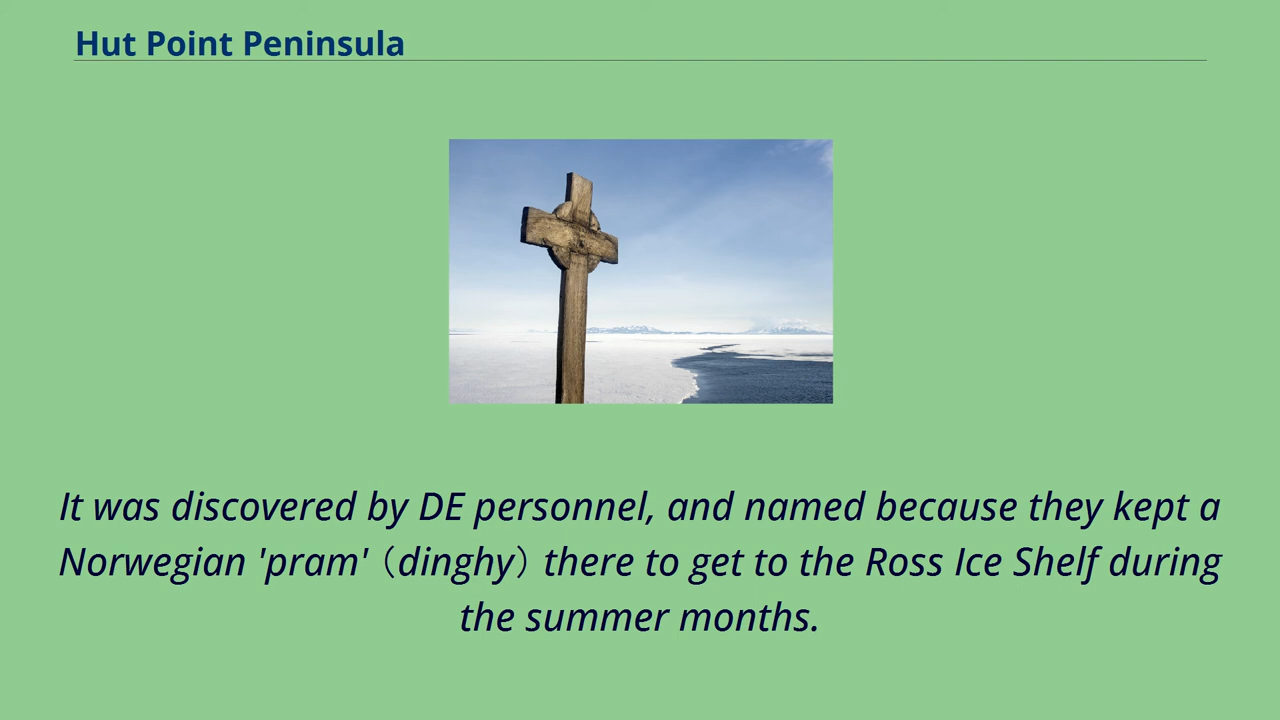 Hut Point Peninsula
It was discovered by DE personnel, and named because they kept a
Norwegian 'pram'（dinghy）there to get to the Ross Ice Shelf during
the summer months.